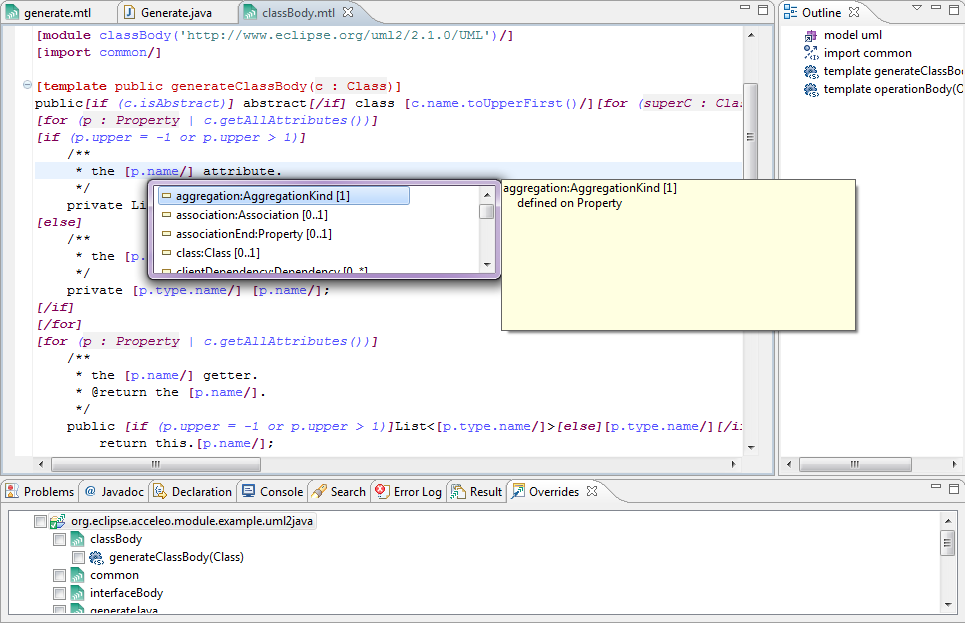 generate.mtl
Generate.java
classBody.mtl
[module classBody('http://www.eclipse.org/uml2/2.1.0/UML')/]
[import common/]
[template public generateClassBody(c : Class)]
public[if (c.isAbstract)] abstract[/if] class [c.name.toUpperFirst()/][for (superC : Clas
[for (p : Property | c.getAllAttributes())]
[if (p.upper = -1 or p.upper > 1)]
/**
* the [p.name/] attribute.
*/
private Li
[else]
/**
* the [p.
*/
private [p.type.name/] [p.name/];
[/if]
[/for]
[for (p : Property | c.getAllAttributes())]
/**
* the [p.name/] getter.
* @return the [p.name/].
*/
public [if (p.upper = -1 or p.upper > 1)]List<[p.type.name/]>[else][p.type.name/][/if
return this.[p.name/];
aggregation:AggregationKind [1]
association:Association [0..1]
associationEnd:Property [0..1]
class:Class [0..1]
clientDependency:Dependency [0..*]
aggregation:AggregationKind [1]
defined on Property
Outline
model uml
import common
template generateClassBo
template operationBody(C
Problems
@ Javadoc
Declaration
Console
Search
Error Log
Result
Overrides
org.eclipse.acceleo.module.example.uml2java
classBody
generateClassBody(Class)
common
interfaceBody
generateJava